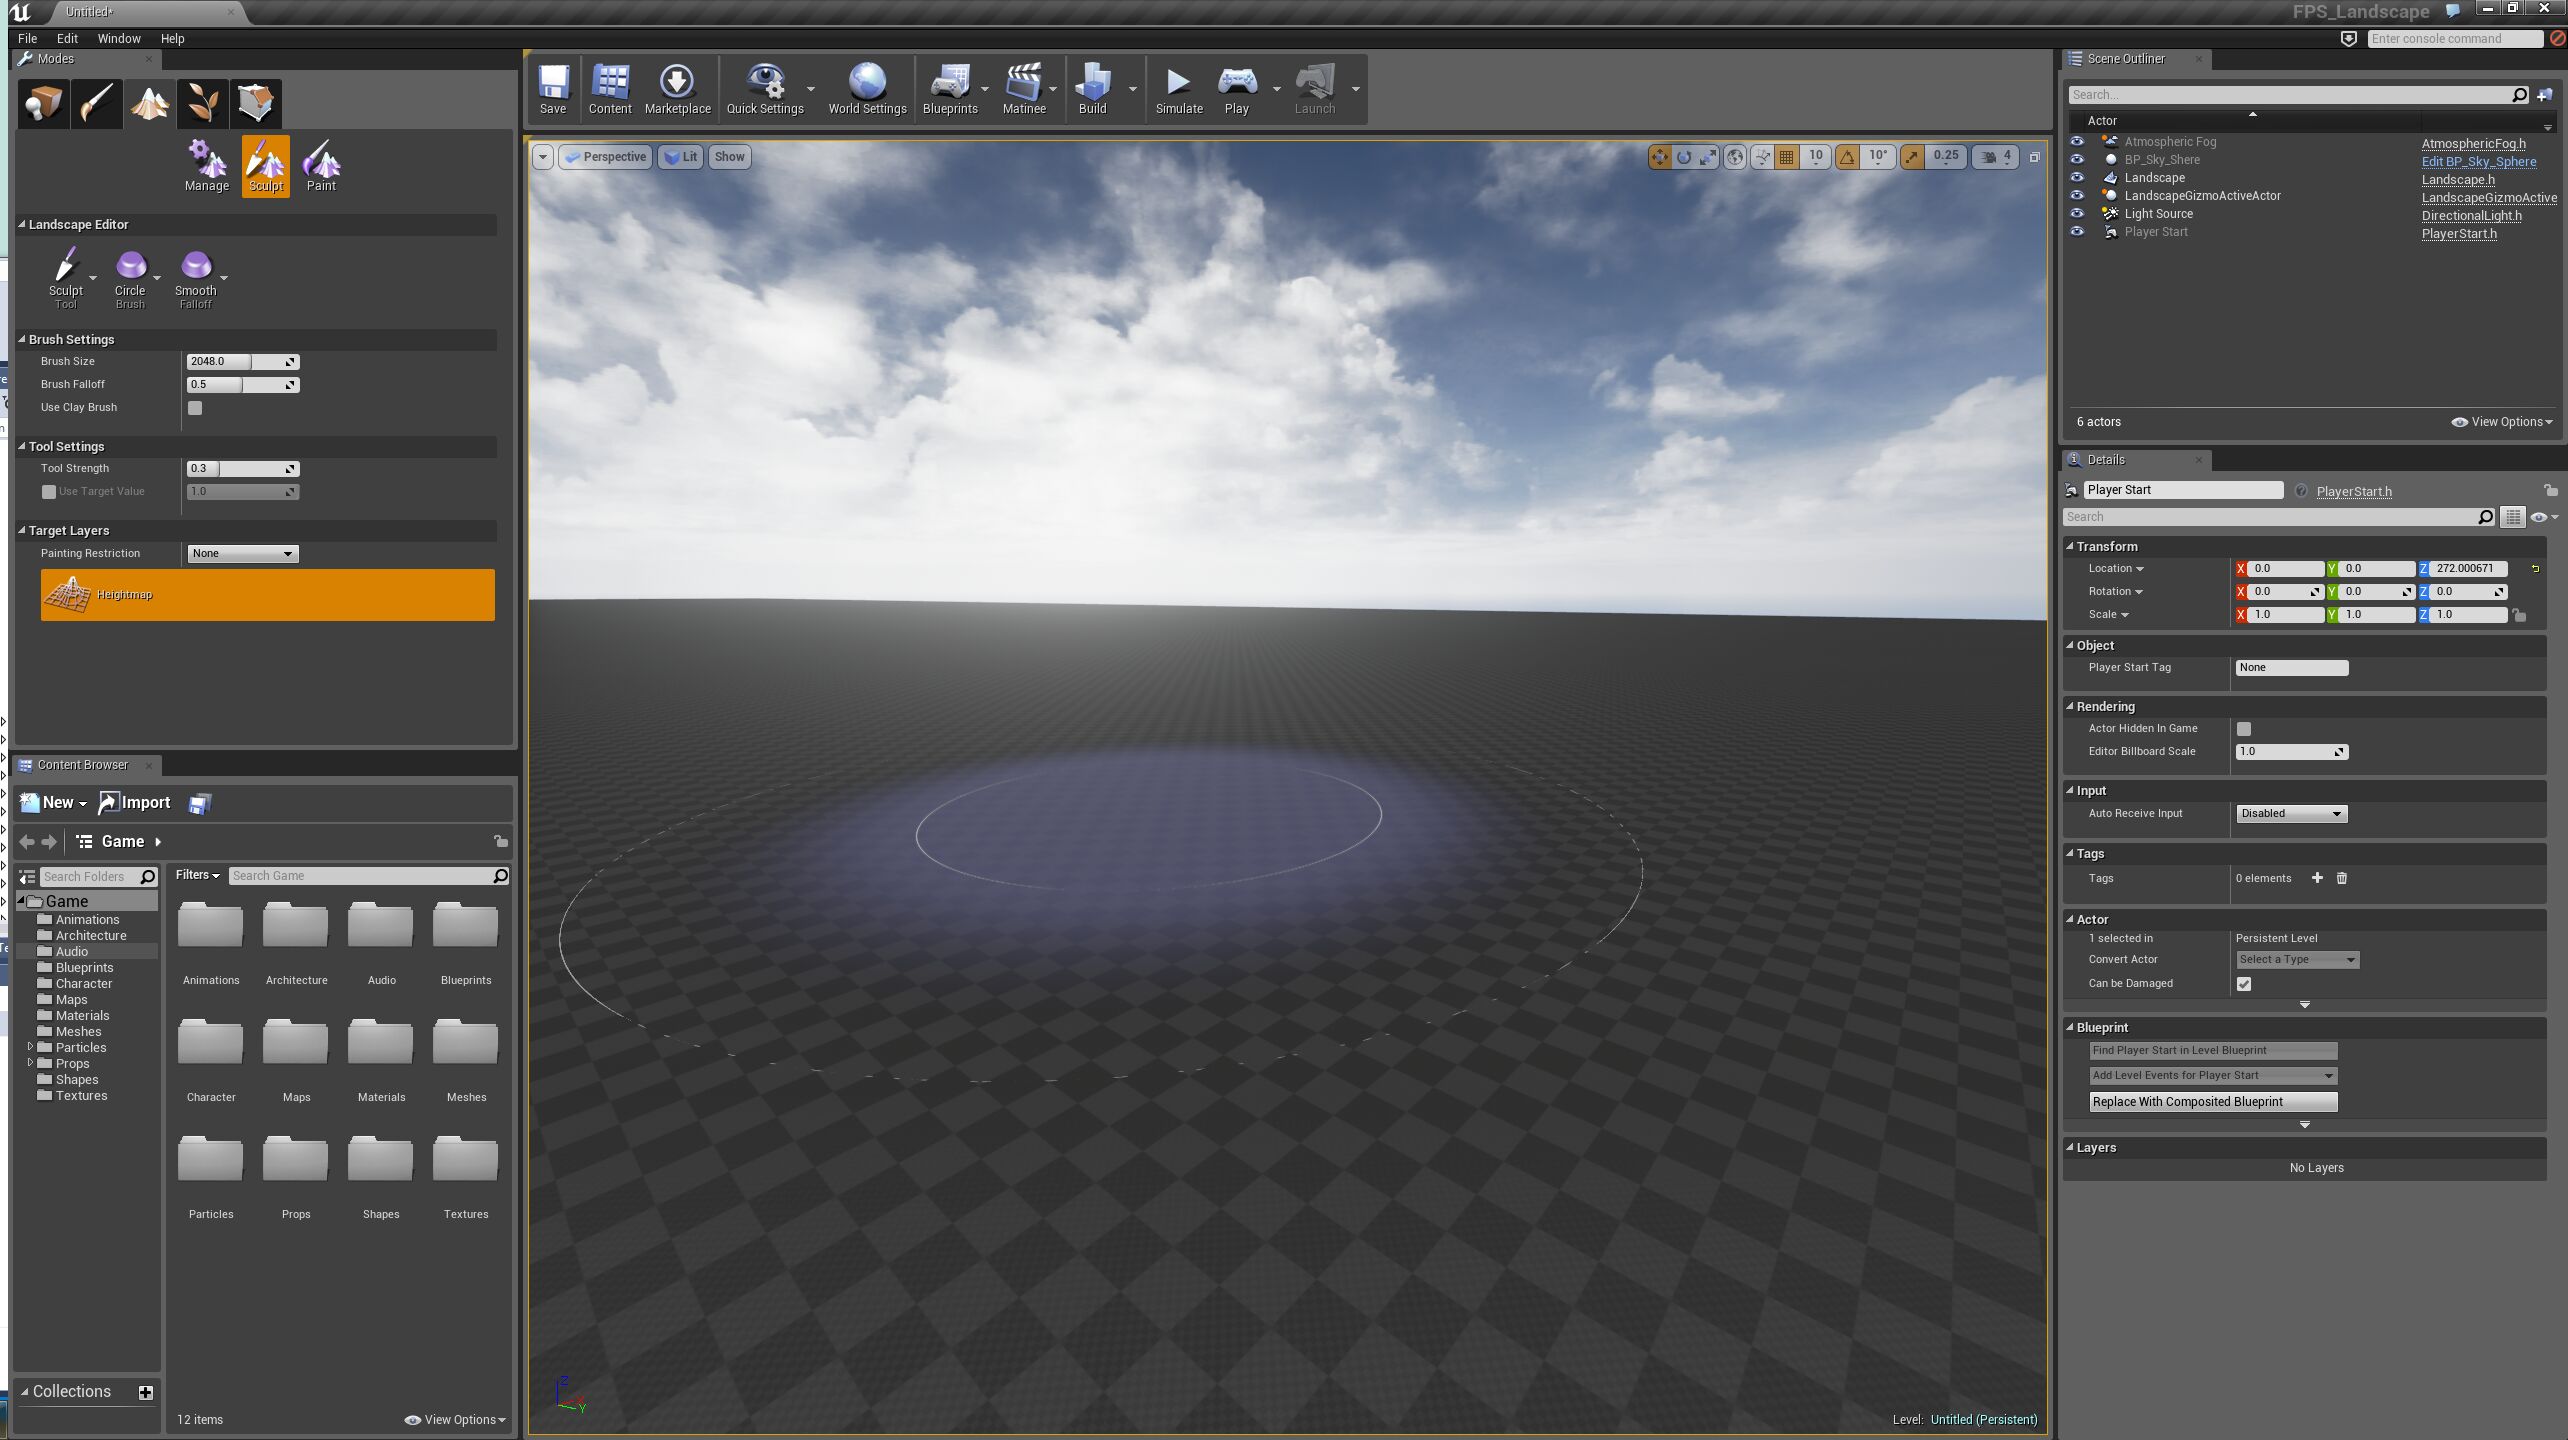 Untitled*
FPS_Landscape
File Edit Window Help
Enter console command
Modes
Manage Sculpt Paint
Landscape Editor
Sculpt Circle Smooth
Tool Brush Falloff
Brush Settings
Brush Size 2048.0
Brush Falloff 0.5
Use Clay Brush
Tool Settings
Tool Strength 0.3
Use Target Value 1.0
Target Layers
Painting Restriction None
Heightmap
Content Browser
New Import
Game
Search Folders
Game
Animations
Architecture
Audio
Blueprints
Character
Maps
Materials
Meshes
Particles
Props
Shapes
Textures
Collections
Filters Search Game
Animations Architecture Audio Blueprints
Character Maps Materials Meshes
Particles Props Shapes Textures
12 items View Options
Save Content Marketplace Quick Settings World Settings Blueprints Matinee Build Simulate Play Launch
Perspective Lit Show
10 10° 0.25 4
Level: Untitled (Persistent)
Scene Outliner
Search...
Actor
Atmospheric Fog AtmosphericFog.h
BP_Sky_Shere Edit BP_Sky_Sphere
Landscape Landscape.h
LandscapeGizmoActiveActor LandscapeGizmoActive
Light Source DirectionalLight.h
Player Start PlayerStart.h
6 actors View Options
Details
Player Start PlayerStart.h
Search
Transform
Location X 0.0 Y 0.0 Z 272.000671
Rotation X 0.0 Y 0.0 Z 0.0
Scale X 1.0 Y 1.0 Z 1.0
Object
Player Start Tag None
Rendering
Actor Hidden In Game
Editor Billboard Scale 1.0
Input
Auto Receive Input Disabled
Tags
Tags 0 elements
Actor
1 selected in Persistent Level
Convert Actor Select a Type
Can be Damaged
Blueprint
Find Player Start in Level Blueprint
Add Level Events for Player Start
Replace With Composited Blueprint
Layers
No Layers